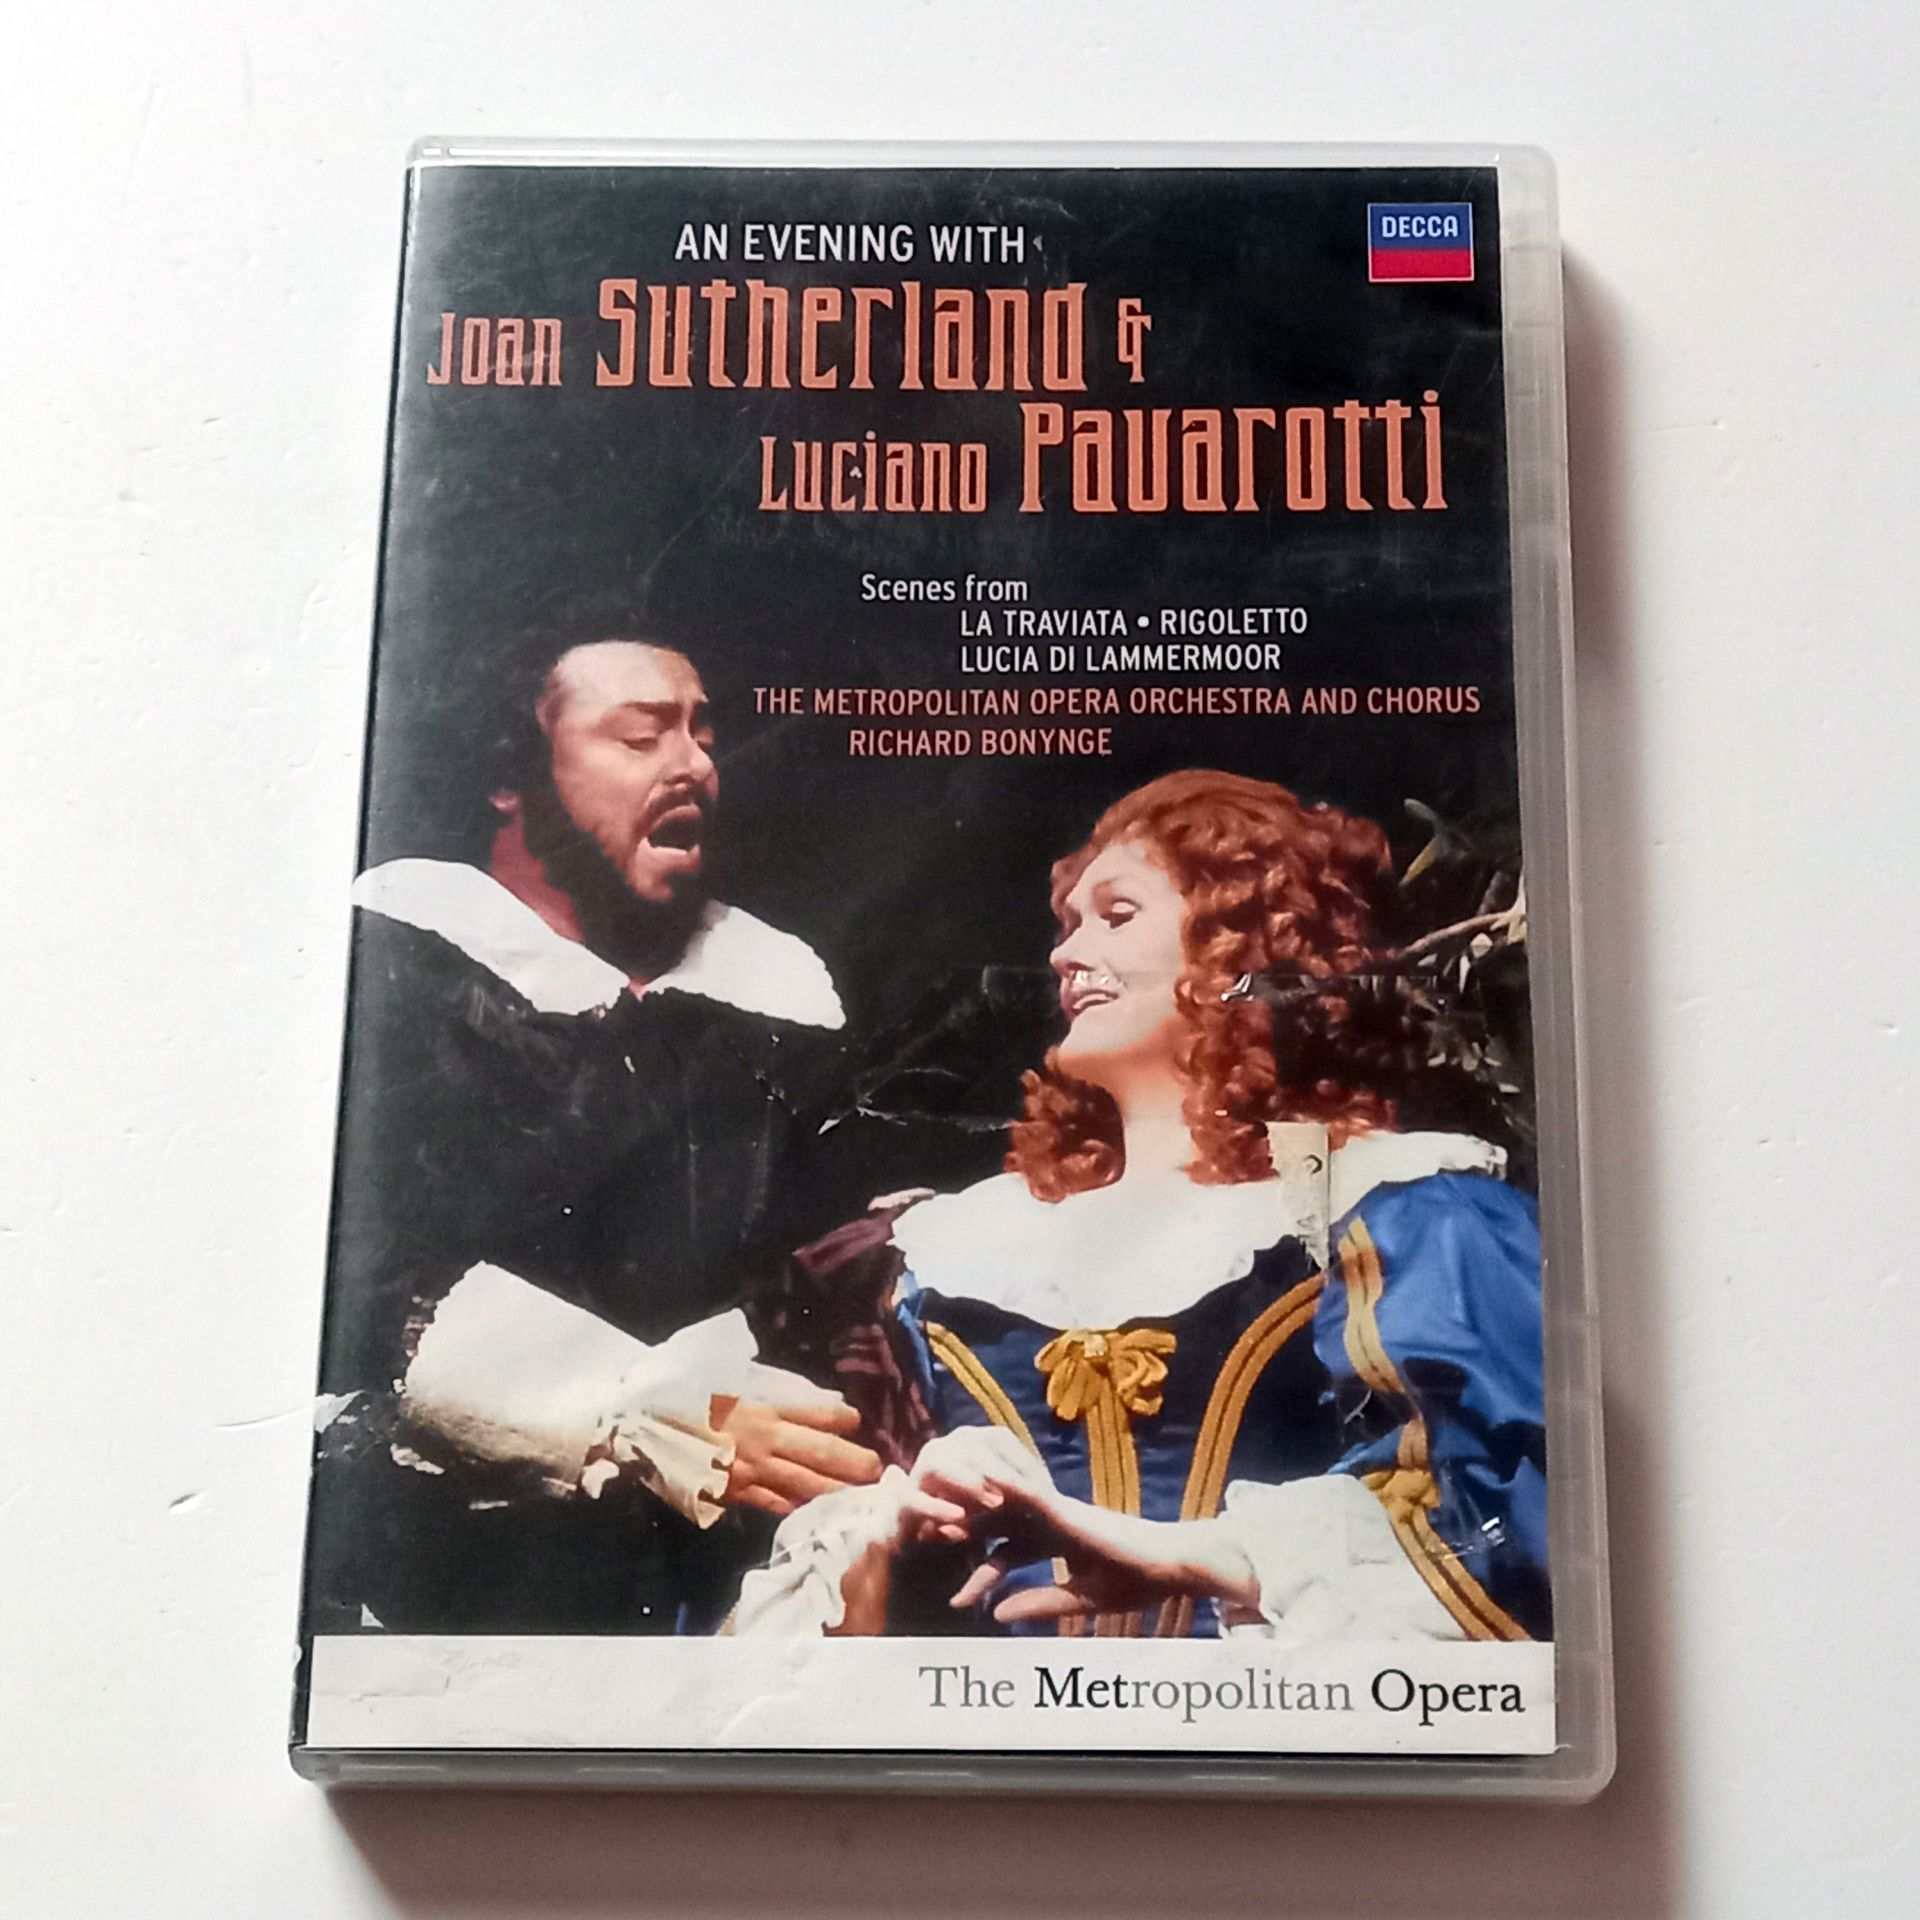 AN EVENING WITH
DECCA
Joan Sutherland &
Luciano Pavarotti
Scenes from
LA TRAVIATA • RIGOLETTO
LUCIA DI LAMMERMOOR
THE METROPOLITAN OPERA ORCHESTRA AND CHORUS
RICHARD BONYNGE
The Metropolitan Opera